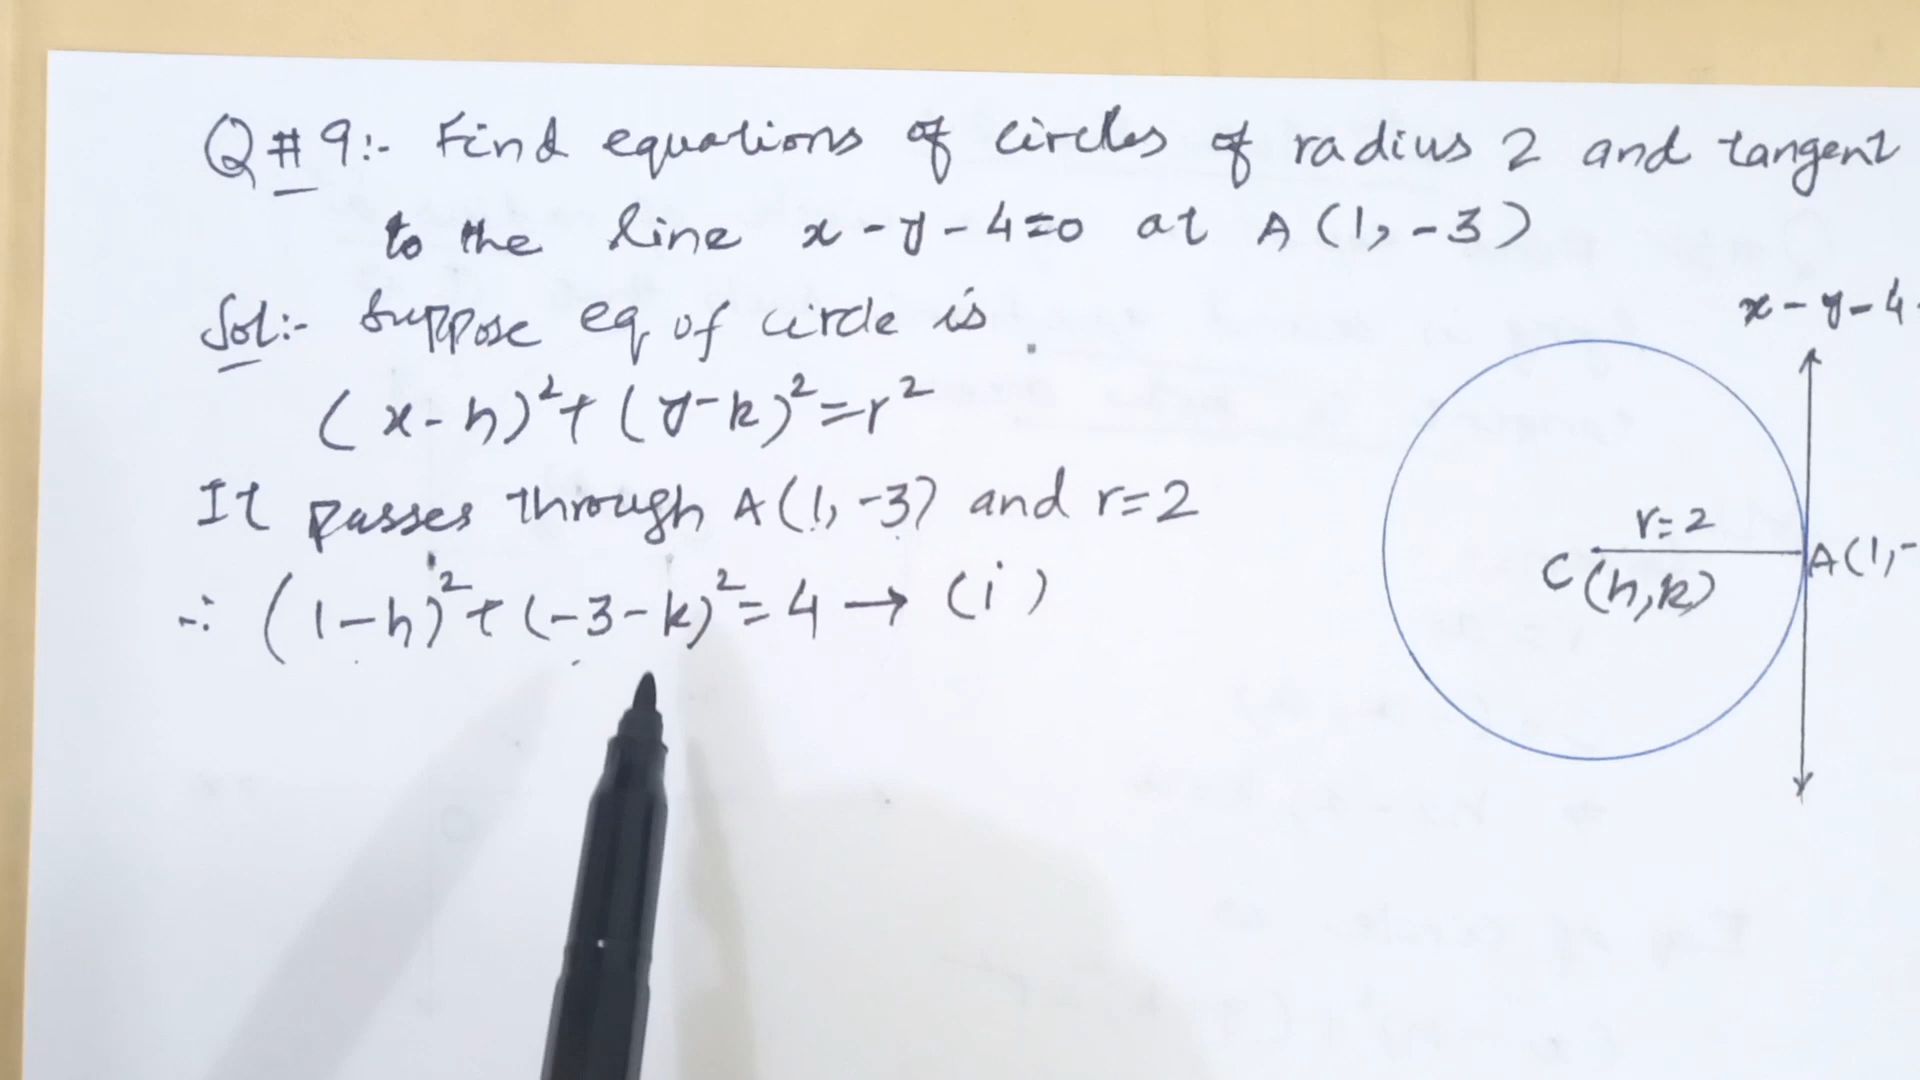 Q # 9:- Find equations of circles of radius 2 and tangent
to the line x - y - 4 = 0 at A (1, -3)
Sol:- Suppose eq of circle is
(x - h)² + (y - k)² = r²
It passes through A (1, -3) and r = 2
∴ (1 - h)² + (-3 - k)² = 4 → (i)
x - y - 4
r = 2
C (h, k)
A (1, -